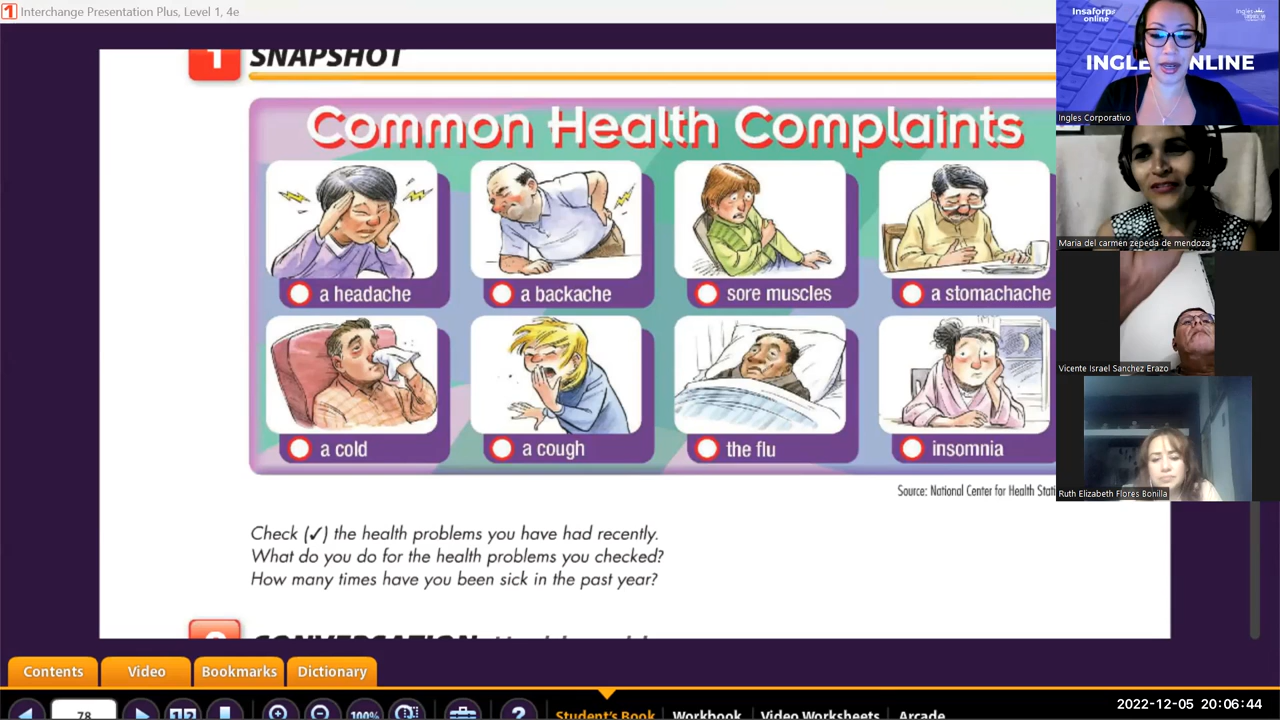 Interchange Presentation Plus, Level 1, 4e
1 SNAPSHOT
Common Health Complaints
a headache
a backache
sore muscles
a stomachache
a cold
a cough
the flu
insomnia
Source: National Center for Health
Check (✓) the health problems you have had recently.
What do you do for the health problems you checked?
How many times have you been sick in the past year?
Contents
Video
Bookmarks
Dictionary
78
100%
?
Student's Book
Workbook
Video Worksheets
Arcade
Insaforp
online
INGLES ONLINE
Ingles Corporativo
Maria del carmen zepeda de mendoza
Vicente Israel Sanchez Erazo
Ruth Elizabeth Flores Bonilla
2022-12-05 20:06:44